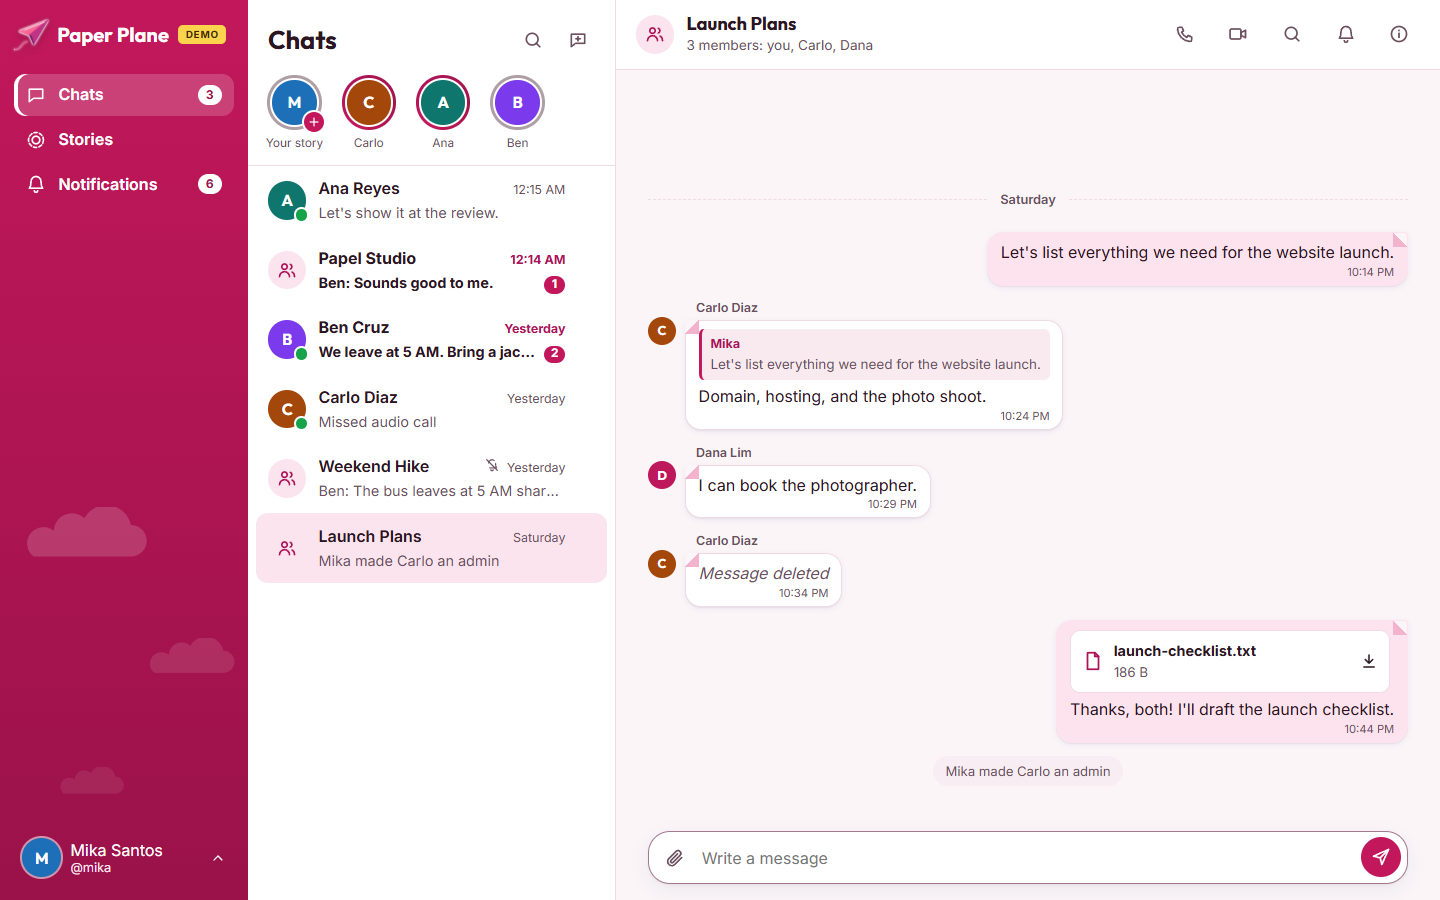 Paper Plane DEMO
Chats 3
Stories
Notifications 6
M Mika Santos
@mika
Chats
M C A B
Your story Carlo Ana Ben
A Ana Reyes 12:15 AM
Let's show it at the review.
Papel Studio 12:14 AM
Ben: Sounds good to me. 1
B Ben Cruz Yesterday
We leave at 5 AM. Bring a jac... 2
C Carlo Diaz Yesterday
Missed audio call
Weekend Hike Yesterday
Ben: The bus leaves at 5 AM shar...
Launch Plans Saturday
Mika made Carlo an admin
Launch Plans
3 members: you, Carlo, Dana
Saturday
Let's list everything we need for the website launch.
10:14 PM
Carlo Diaz
C
Mika
Let's list everything we need for the website launch.
Domain, hosting, and the photo shoot.
10:24 PM
Dana Lim
D
I can book the photographer.
10:29 PM
Carlo Diaz
C
Message deleted
10:34 PM
launch-checklist.txt
186 B
Thanks, both! I'll draft the launch checklist.
10:44 PM
Mika made Carlo an admin
Write a message